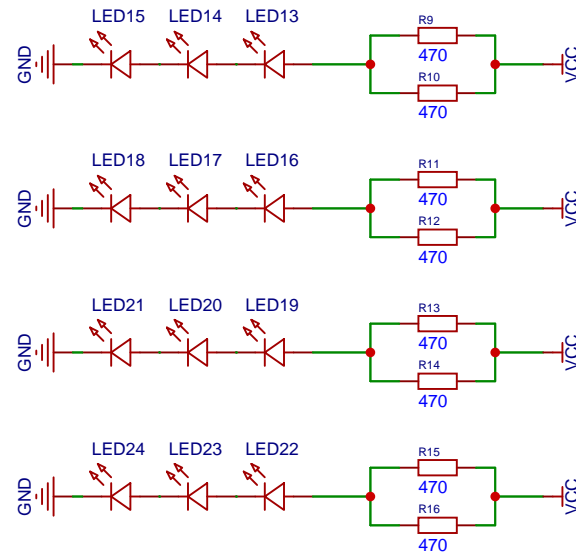 LED15 LED14 LED13 R9
470
GND R10 VCC
470
LED18 LED17 LED16 R11
470
GND R12 VCC
470
LED21 LED20 LED19 R13
470
GND R14 VCC
470
LED24 LED23 LED22 R15
470
GND R16 VCC
470